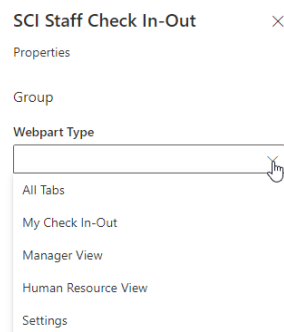 SCI Staff Check In-Out
Properties
Group
Webpart Type
All Tabs
My Check In-Out
Manager View
Human Resource View
Settings